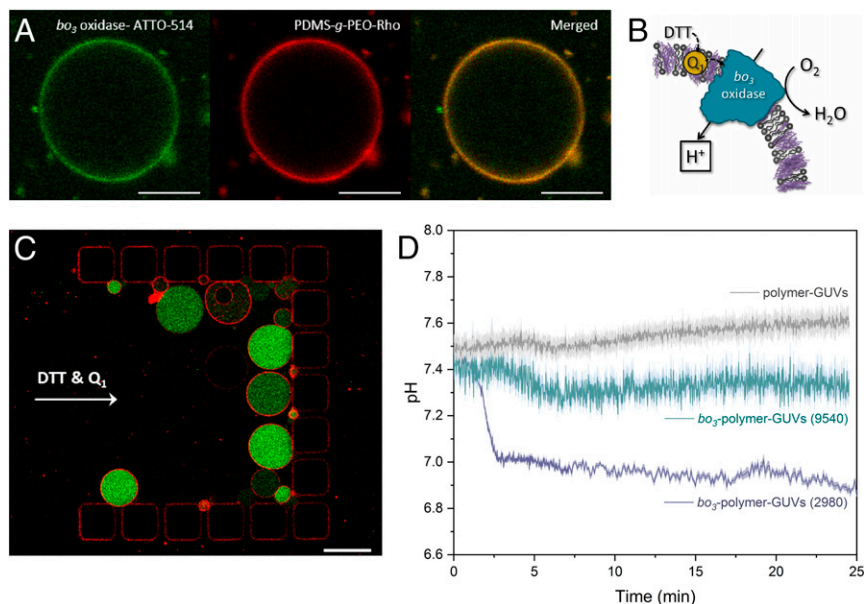 A
bo₃ oxidase- ATTO-514
PDMS-g-PEO-Rho
Merged
B
DTT
Q₁
bo₃
oxidase
O₂
H₂O
H⁺
C
DTT & Q₁
D
8.0
7.8
7.6
7.4
7.2
7.0
6.8
6.6
pH
polymer-GUVs
bo₃-polymer-GUVs (9540)
bo₃-polymer-GUVs (2980)
0
5
10
15
20
25
Time (min)